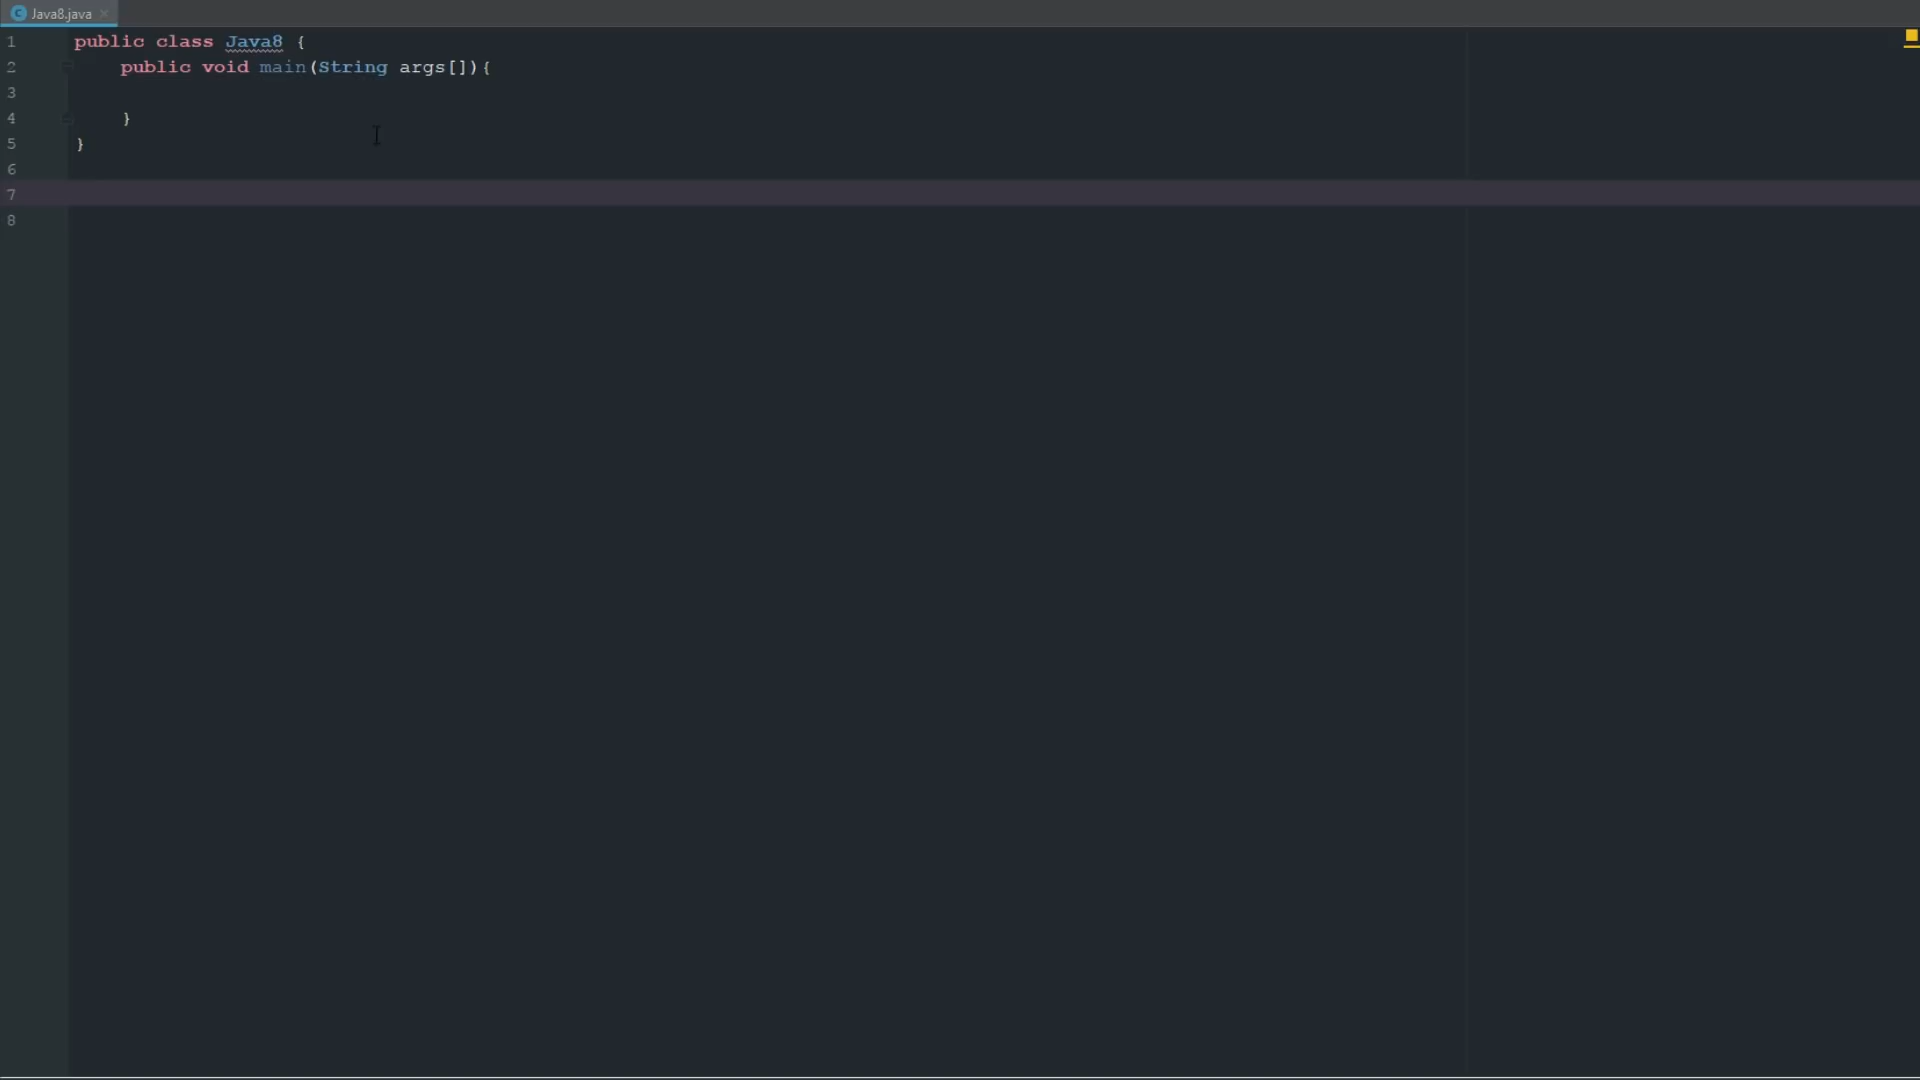 Java8.java
1 public class Java8 {
2     public void main(String args[]){
3
4     }
5 }
6
7
8